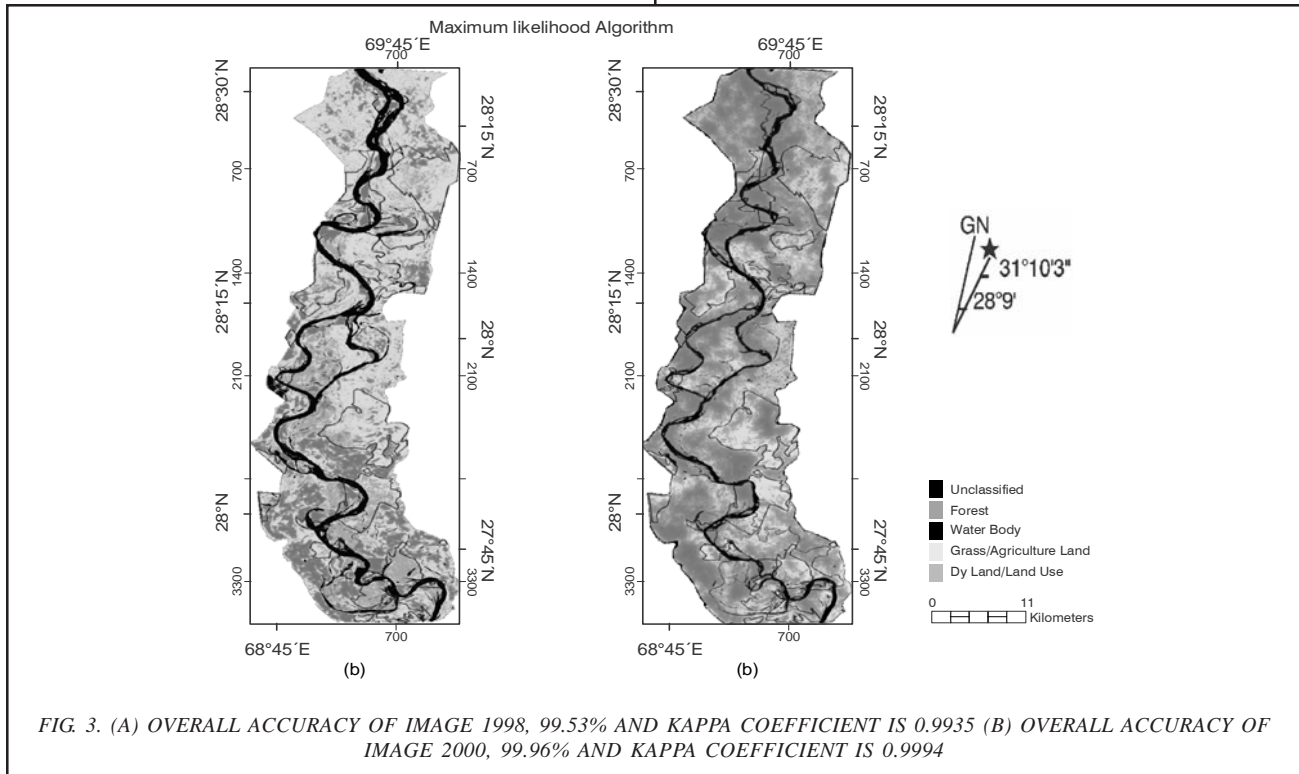 Maximum likelihood Algorithm
69°45´E
700
69°45´E
700
28°30´N
28°15´N
700
700
1400
1400
28°15´N
28°N
2100
2100
28°N
27°45´N
3300
3300
700
68°45´E
(b)
28°30´N
28°15´N
700
700
1400
1400
28°15´N
28°N
2100
2100
28°N
27°45´N
3300
3300
700
68°45´E
(b)
GN
31°10'3"
28°9'
Unclassified
Forest
Water Body
Grass/Agriculture Land
Dy Land/Land Use
0 11
Kilometers
FIG. 3. (A) OVERALL ACCURACY OF IMAGE 1998, 99.53% AND KAPPA COEFFICIENT IS 0.9935 (B) OVERALL ACCURACY OF
IMAGE 2000, 99.96% AND KAPPA COEFFICIENT IS 0.9994